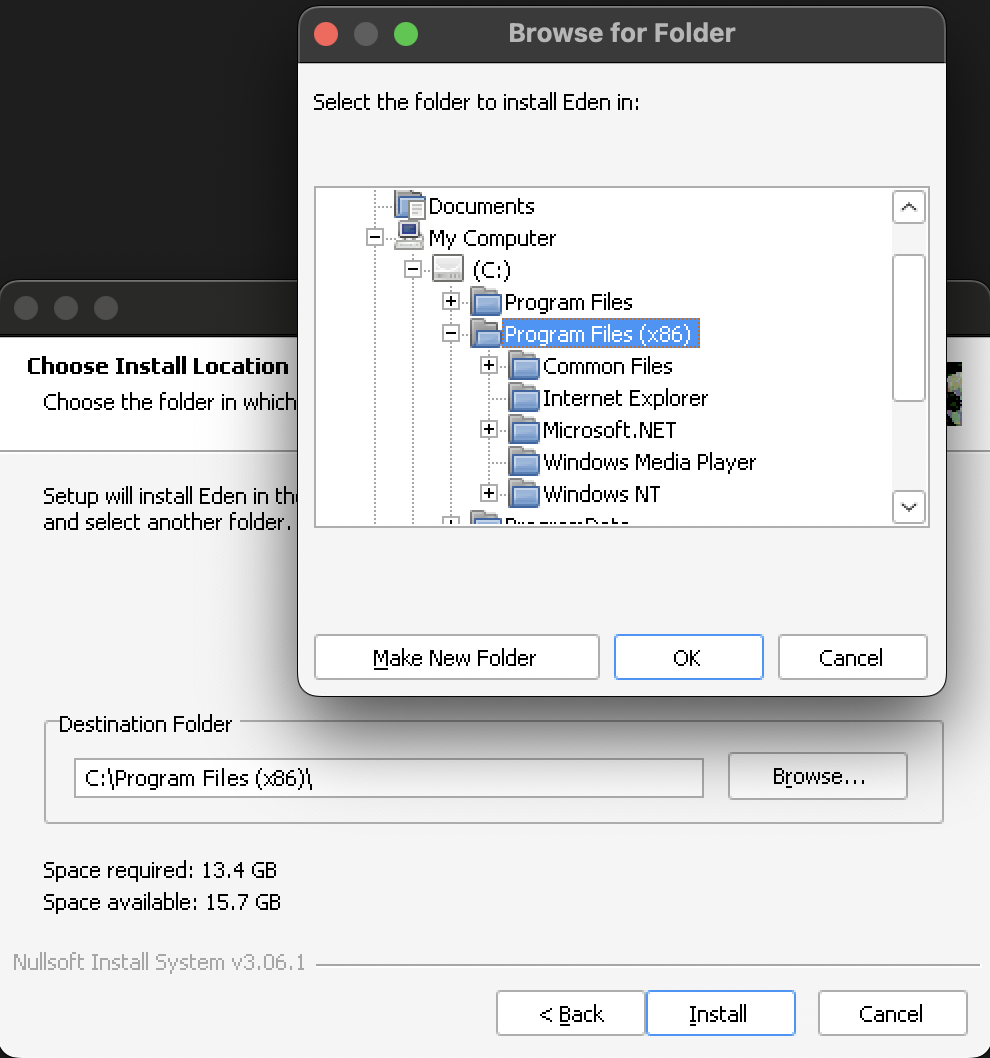 Browse for Folder
Select the folder to install Eden in:
Documents
My Computer
(C:)
Program Files
Program Files (x86)
Common Files
Internet Explorer
Microsoft.NET
Windows Media Player
Windows NT
ProgramData
Make New Folder
OK
Cancel
Choose Install Location
Choose the folder in which
Setup will install Eden in the
and select another folder.
Destination Folder
C:\Program Files (x86)\
Browse...
Space required: 13.4 GB
Space available: 15.7 GB
Nullsoft Install System v3.06.1
< Back
Install
Cancel